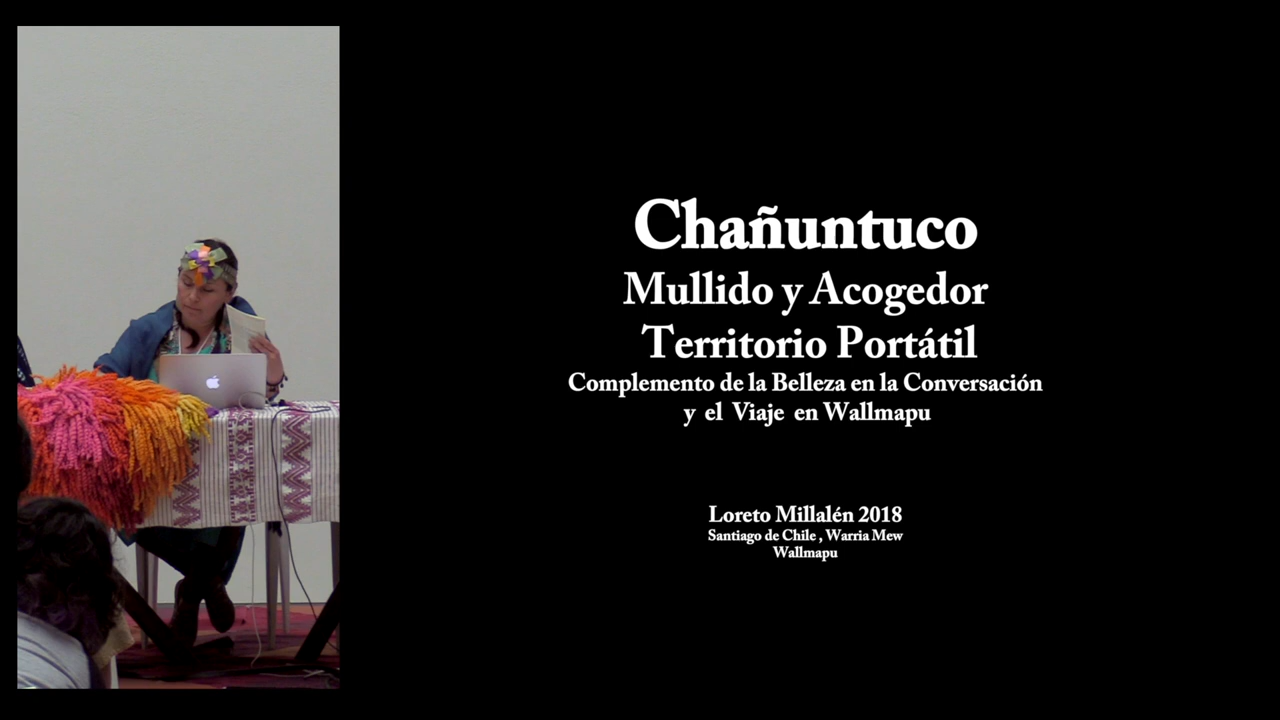 Chañuntuco
Mullido y Acogedor
Territorio Portátil
Complemento de la Belleza en la Conversación
y el Viaje en Wallmapu
Loreto Millalén 2018
Santiago de Chile , Warria Mew
Wallmapu